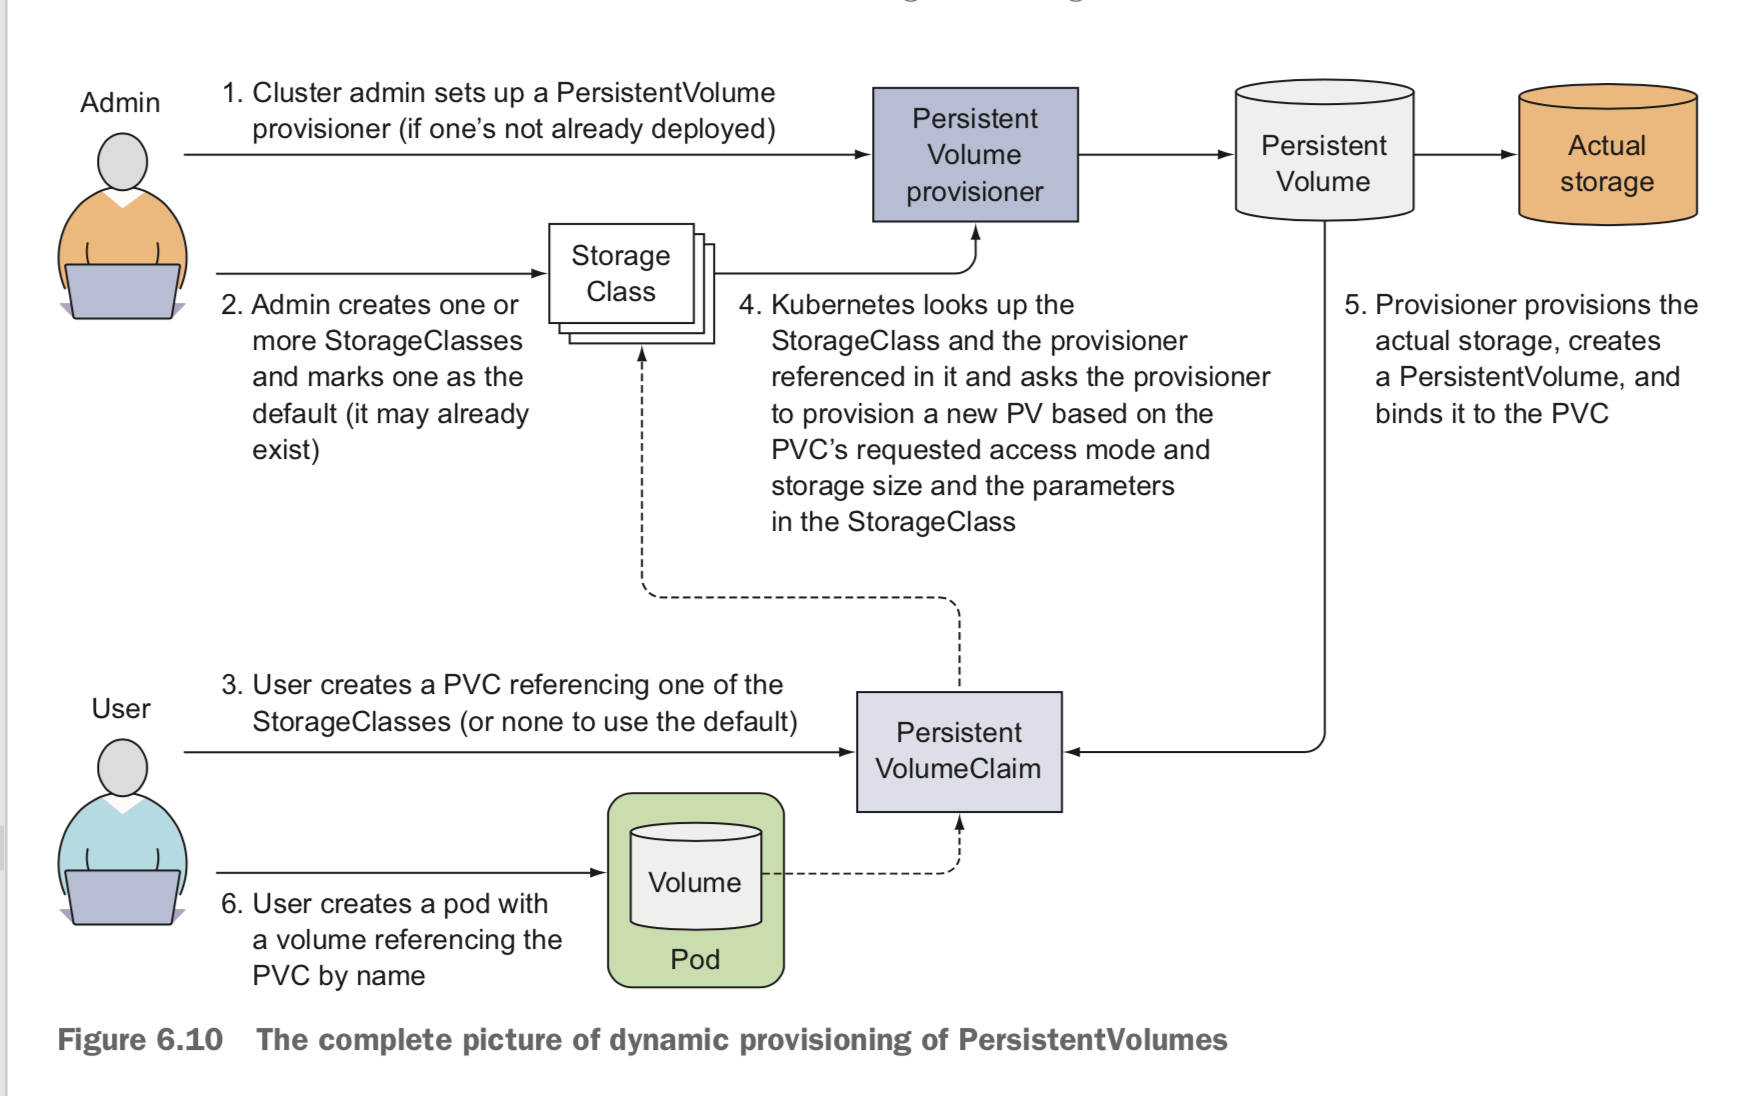 Admin
1. Cluster admin sets up a PersistentVolume
provisioner (if one's not already deployed)
Persistent
Volume
provisioner
Persistent
Volume
Actual
storage
Storage
Class
2. Admin creates one or
more StorageClasses
and marks one as the
default (it may already
exist)
4. Kubernetes looks up the
StorageClass and the provisioner
referenced in it and asks the provisioner
to provision a new PV based on the
PVC's requested access mode and
storage size and the parameters
in the StorageClass
5. Provisioner provisions the
actual storage, creates
a PersistentVolume, and
binds it to the PVC
User
3. User creates a PVC referencing one of the
StorageClasses (or none to use the default)
Persistent
VolumeClaim
Volume
Pod
6. User creates a pod with
a volume referencing the
PVC by name
Figure 6.10 The complete picture of dynamic provisioning of PersistentVolumes